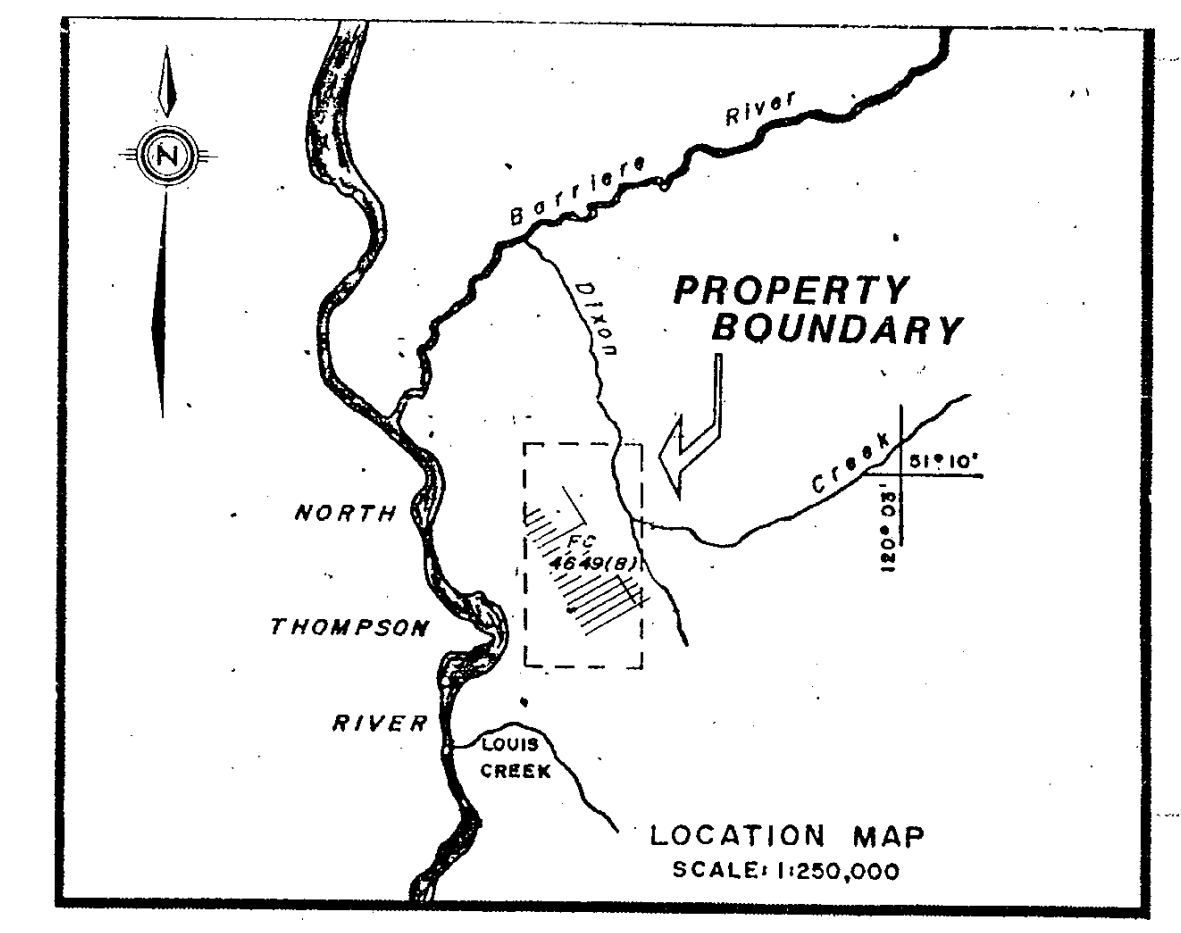 N
River
Barriere
Dixon
PROPERTY
BOUNDARY
Creek
51° 10'
120° 03'
NORTH
FC
4649(8)
THOMPSON
RIVER
LOUIS
CREEK
LOCATION MAP
SCALE: 1:250,000